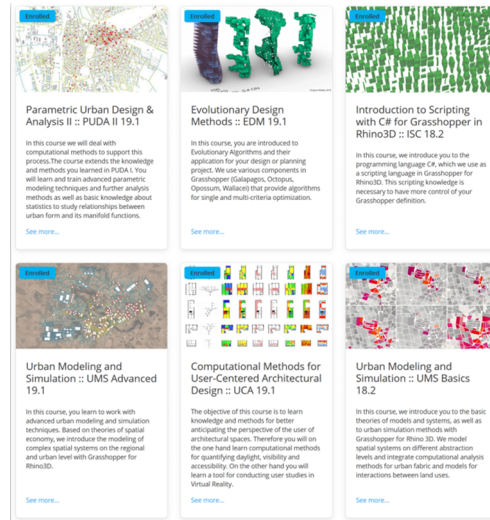 Enrolled
Parametric Urban Design &
Analysis II :: PUDA II 19.1
In this course we will deal with
computational methods to support this
process.The course extends the knowledge
and methods you learned in PUDA I. You
will learn and train advanced parametric
modeling techniques and further analysis
methods as well as basic knowledge about
statistics to study relationships between
urban form and its manifold functions.
See more...
Enrolled
Evolutionary Design
Methods :: EDM 19.1
In this course, you are introduced to
Evolutionary Algorithms and their
application for your design or planning
project. We use various components in
Grasshopper (Galapagos, Octopus,
Opossum, Wallacei) that provide algorithms
for single and multi-criteria optimization.
See more...
Enrolled
Introduction to Scripting
with C# for Grasshopper in
Rhino3D :: ISC 18.2
In this course, we introduce you to the
programming language C#, which we use as
a scripting language in Grasshopper for
Rhino3D. This scripting knowledge is
necessary to have more control of your
Grasshopper definition.
See more...
Enrolled
Urban Modeling and
Simulation :: UMS Advanced
19.1
In this course, you learn to work with
advanced urban modeling and simulation
techniques. Based on theories of spatial
economy, we introduce the modeling of
complex spatial systems on the regional
and urban level with Grasshopper for
Rhino3D.
See more...
Enrolled
Computational Methods for
User-Centered Architectural
Design :: UCA 19.1
The objective of this course is to learn
knowledge and methods for better
anticipating the perspective of the user of
architectural spaces. Therefore you will on
the one hand learn computational methods
for quantifying daylight, visibility and
accessibility. On the other hand you will
learn a tool for conducting user studies in
Virtual Reality.
See more...
Enrolled
Urban Modeling and
Simulation :: UMS Basics
18.2
In this course, we introduce you to the basic
theories of models and systems, as well as
to urban simulation methods with
Grasshopper for Rhino 3D. We model
spatial systems on different abstraction
levels and integrate computational analysis
methods for urban fabric and models for
interactions between land uses.
See more...